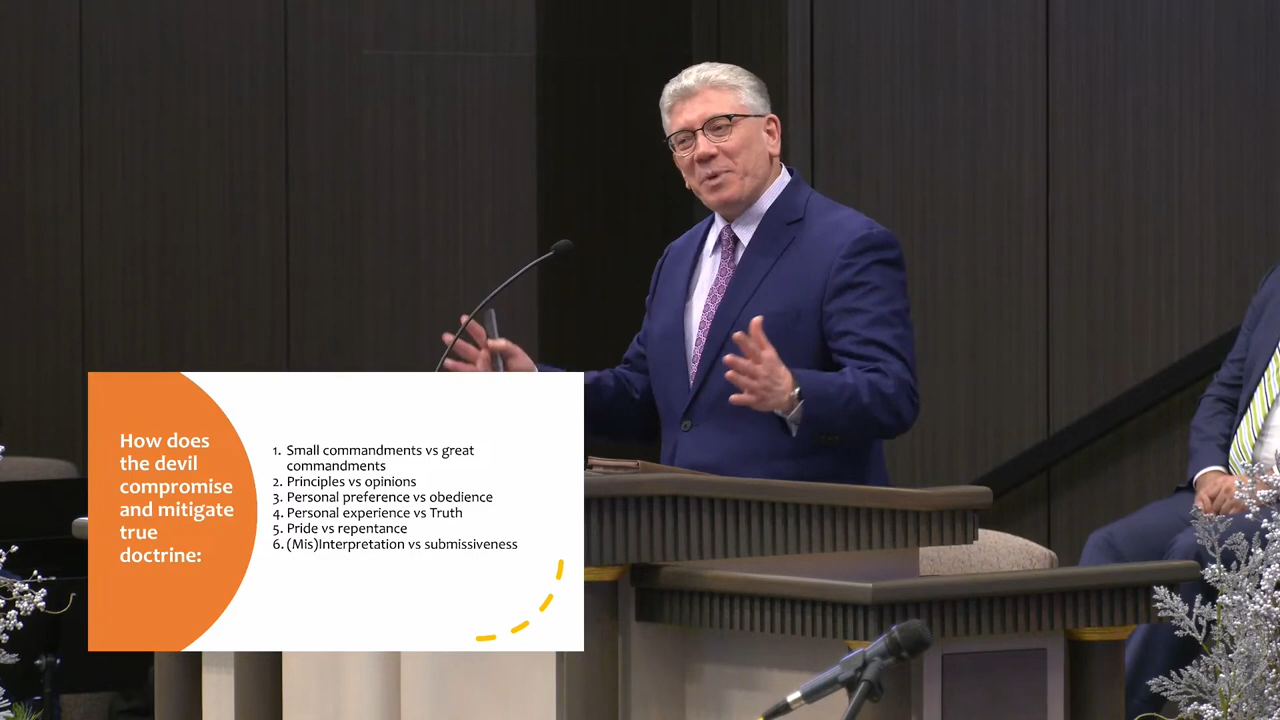 How does
the devil
compromise
and mitigate
true
doctrine:
1. Small commandments vs great
commandments
2. Principles vs opinions
3. Personal preference vs obedience
4. Personal experience vs Truth
5. Pride vs repentance
6. (Mis)Interpretation vs submissiveness